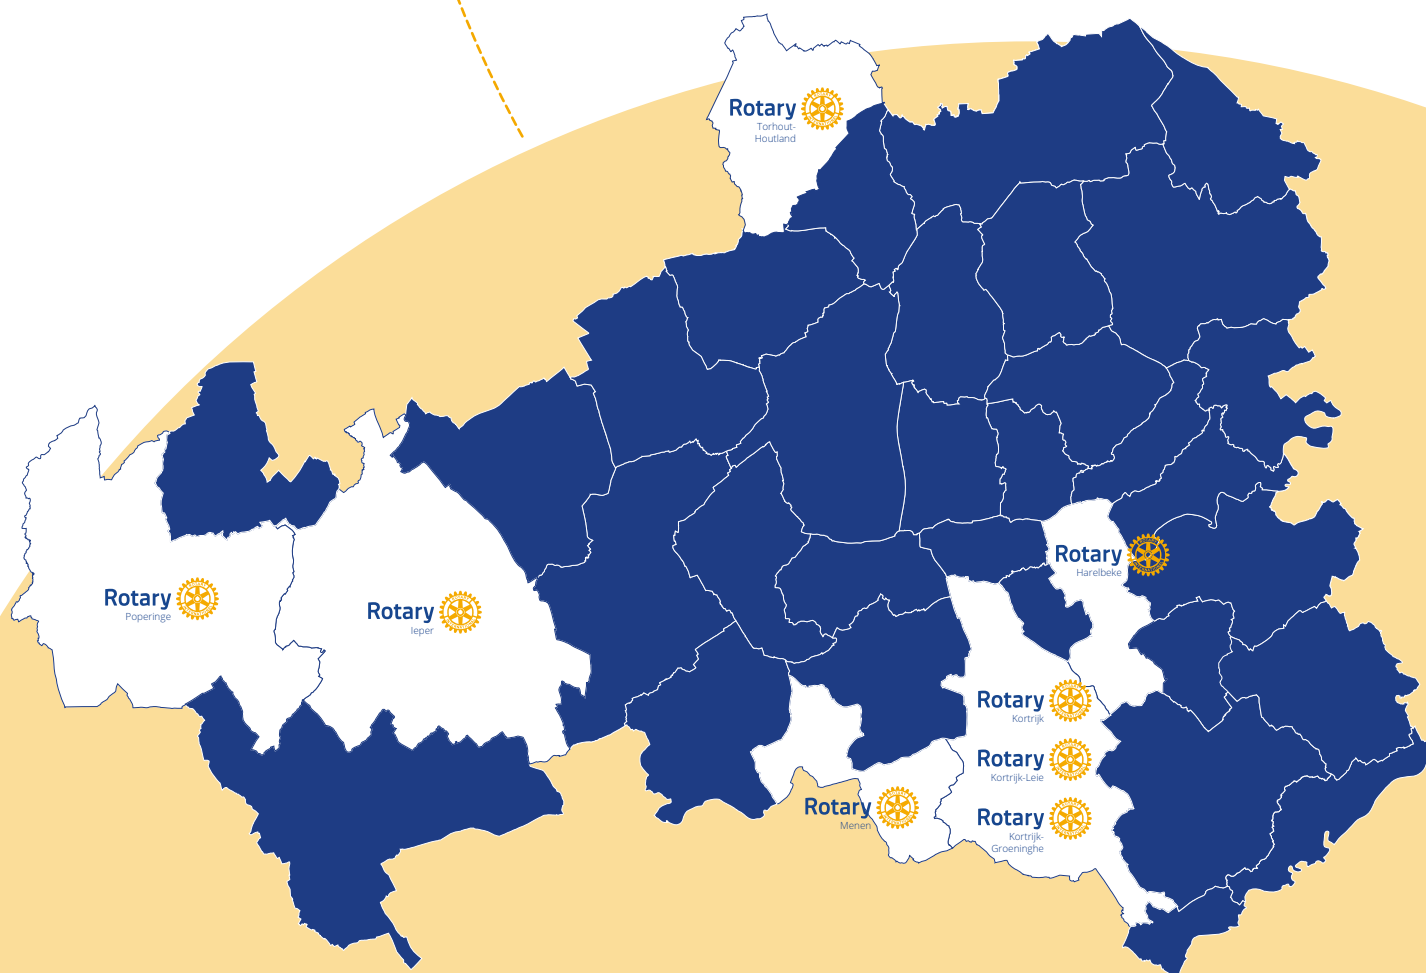 Rotary
Torhout-
Houtland
Rotary
Harelbeke
Rotary
Poperinge
Rotary
Ieper
Rotary
Kortrijk
Rotary
Kortrijk-Leie
Rotary
Menen
Rotary
Kortrijk-
Groeninghe